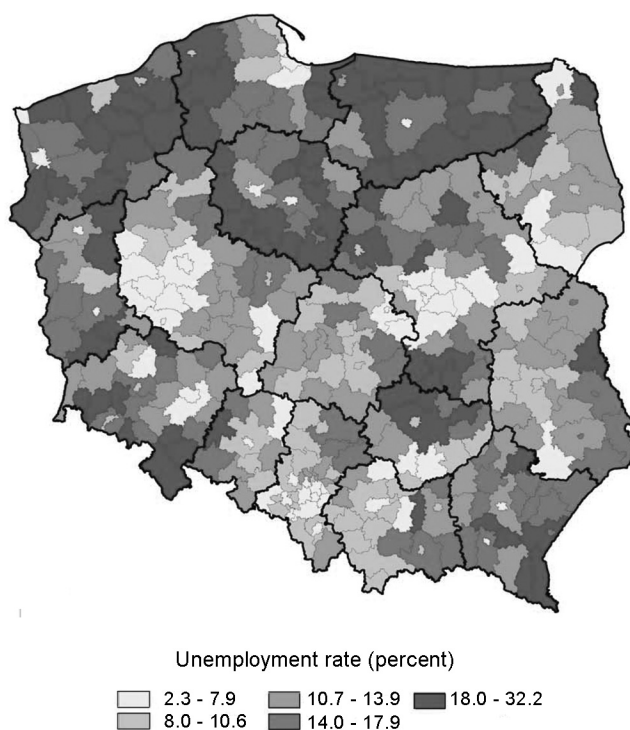 Unemployment rate (percent)
2.3 - 7.9 10.7 - 13.9 18.0 - 32.2
8.0 - 10.6 14.0 - 17.9